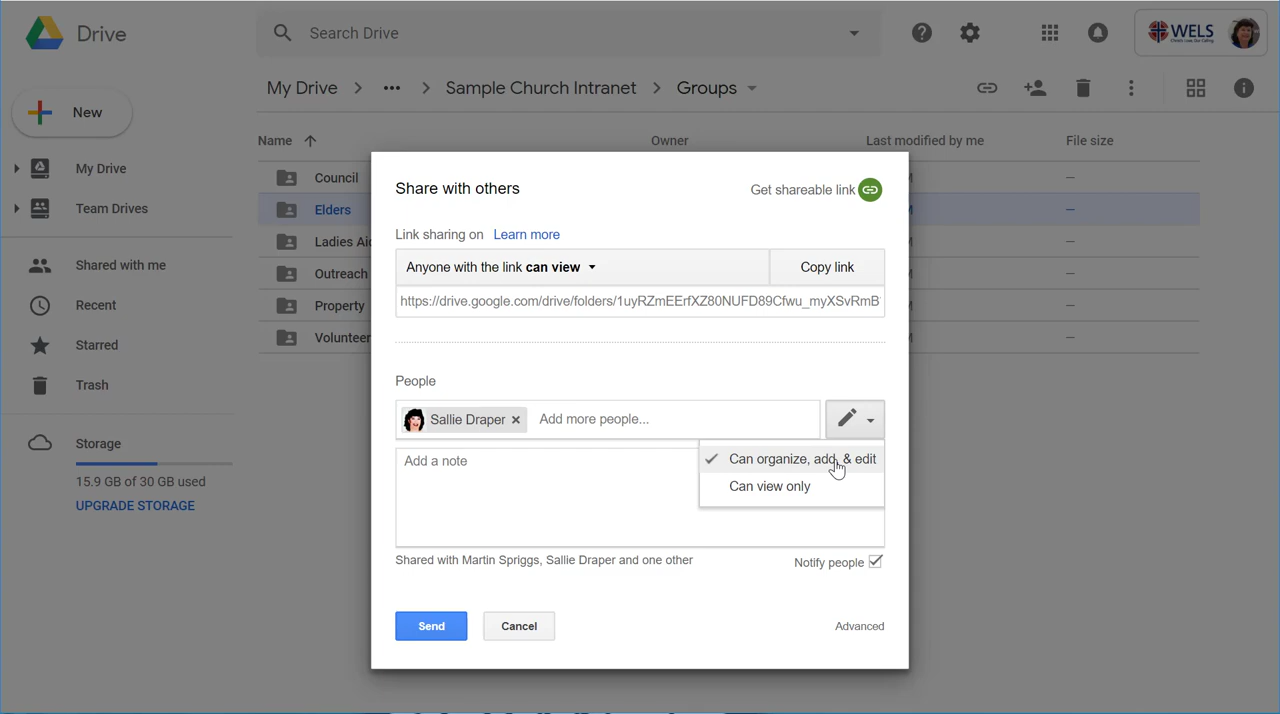 Drive
Search Drive
WELS
My Drive > ••• > Sample Church Intranet > Groups
New
Name
Owner
Last modified by me
File size
My Drive
Team Drives
Shared with me
Recent
Starred
Trash
Storage
15.9 GB of 30 GB used
UPGRADE STORAGE
Council
M
—
Elders
M
—
Ladies Aid
—
Outreach
—
Property
—
Volunteer
—
Share with others
Get shareable link
Link sharing on Learn more
Anyone with the link can view
Copy link
https://drive.google.com/drive/folders/1uyRZmEErfXZ80NUFD89Cfwu_myXSvRmB
People
Sallie Draper × Add more people...
Can organize, add, & edit
Can view only
Add a note
Shared with Martin Spriggs, Sallie Draper and one other
Notify people
Send
Cancel
Advanced